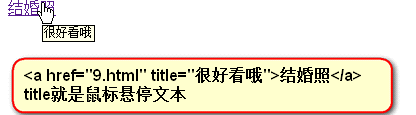 结婚照
很好看哦
<a href="9.html" title="很好看哦">结婚照</a>
title就是鼠标悬停文本